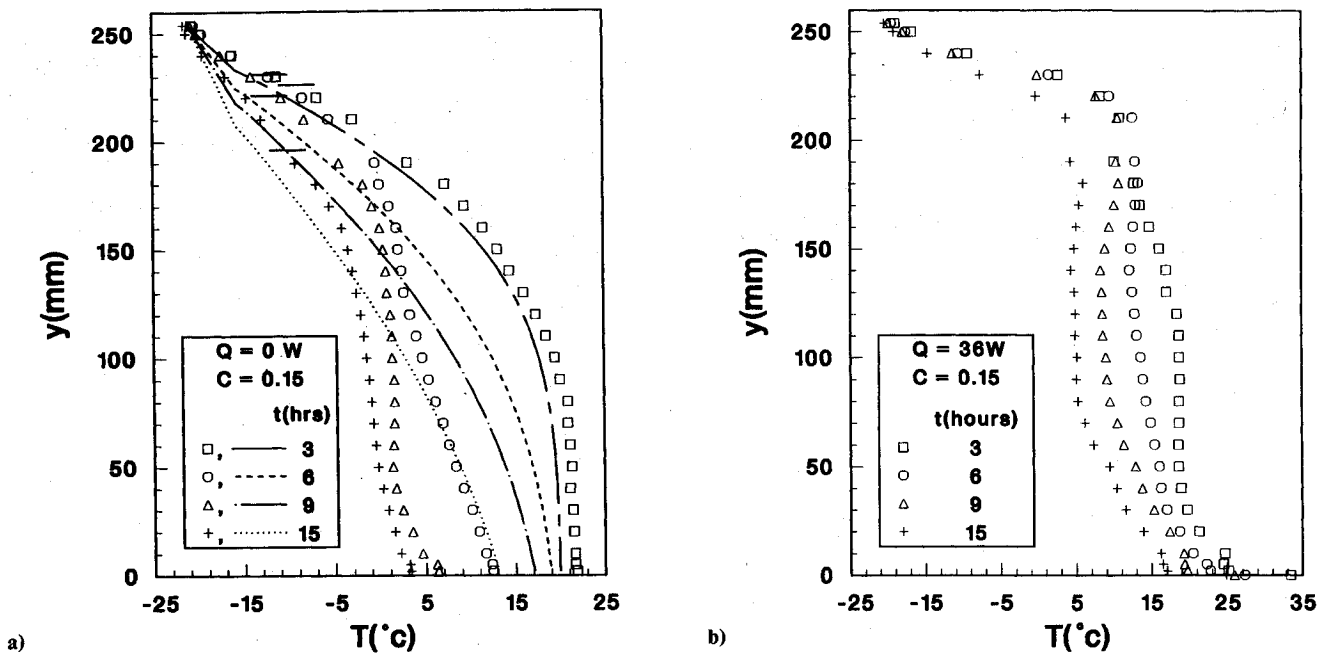 250
200
150
100
50
0
y(mm)
Q = 0 W
C = 0.15
t(hrs)
, 3
, 6
, 9
, 15
-25 -15 -5 5 15 25
T(°c)
a)
250
200
150
100
50
0
y(mm)
Q = 36W
C = 0.15
t(hours)
3
6
9
15
-25 -15 -5 5 15 25 35
T(°c)
b)